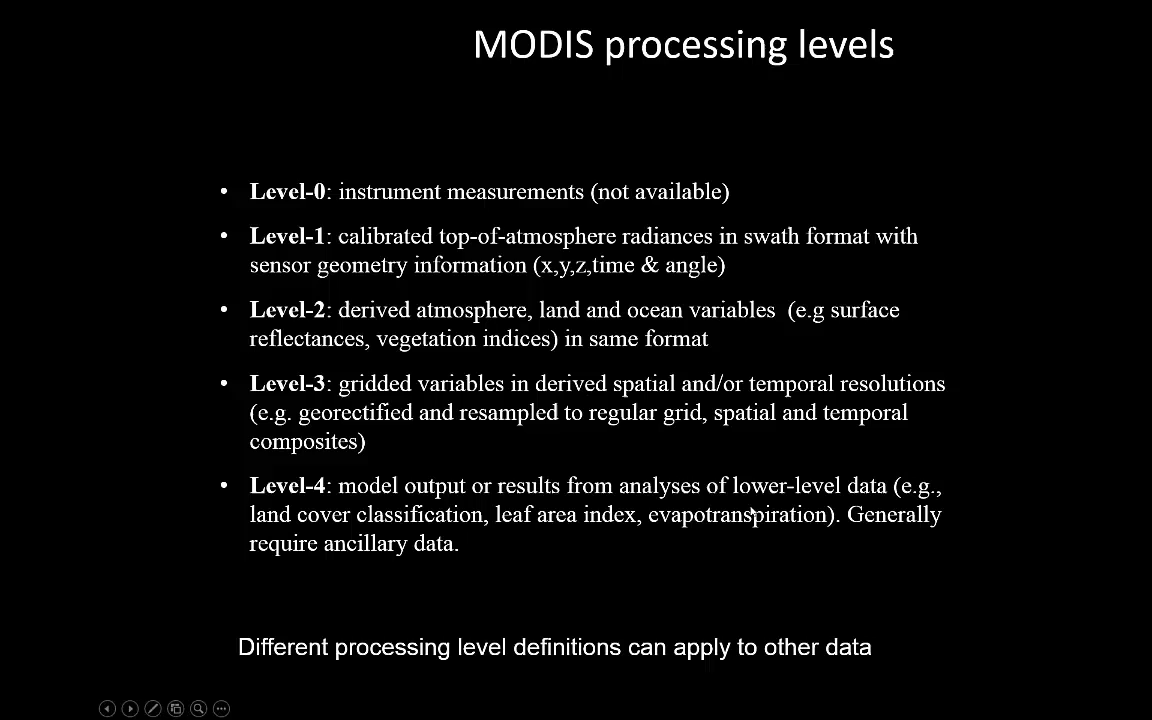 MODIS processing levels
• Level-0: instrument measurements (not available)
• Level-1: calibrated top-of-atmosphere radiances in swath format with
sensor geometry information (x,y,z,time & angle)
• Level-2: derived atmosphere, land and ocean variables  (e.g surface
reflectances, vegetation indices) in same format
• Level-3: gridded variables in derived spatial and/or temporal resolutions
(e.g. georectified and resampled to regular grid, spatial and temporal
composites)
• Level-4: model output or results from analyses of lower-level data (e.g.,
land cover classification, leaf area index, evapotranspiration). Generally
require ancillary data.
Different processing level definitions can apply to other data